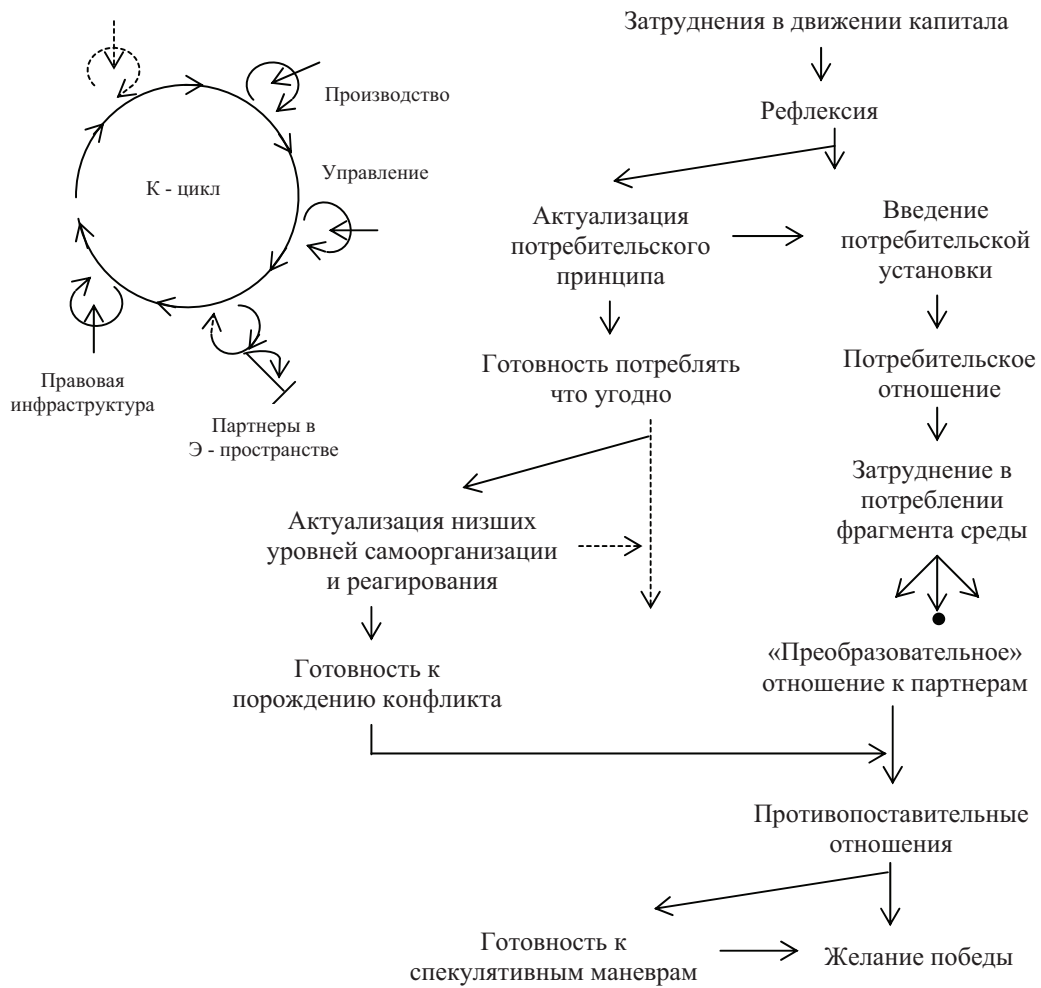 Затруднения в движении капитала
Производство
Рефлексия
Управление
К - цикл
Актуализация
потребительского
принципа
Введение
потребительской
установки
Готовность потреблять
что угодно
Потребительское
отношение
Правовая
инфраструктура
Партнеры в
Э - пространстве
Затруднение в
потреблении
фрагмента среды
Актуализация низших
уровней самоорганизации
и реагирования
Готовность к
порождению конфликта
«Преобразовательное»
отношение к партнерам
Противопоставительные
отношения
Готовность к
спекулятивным маневрам
Желание победы